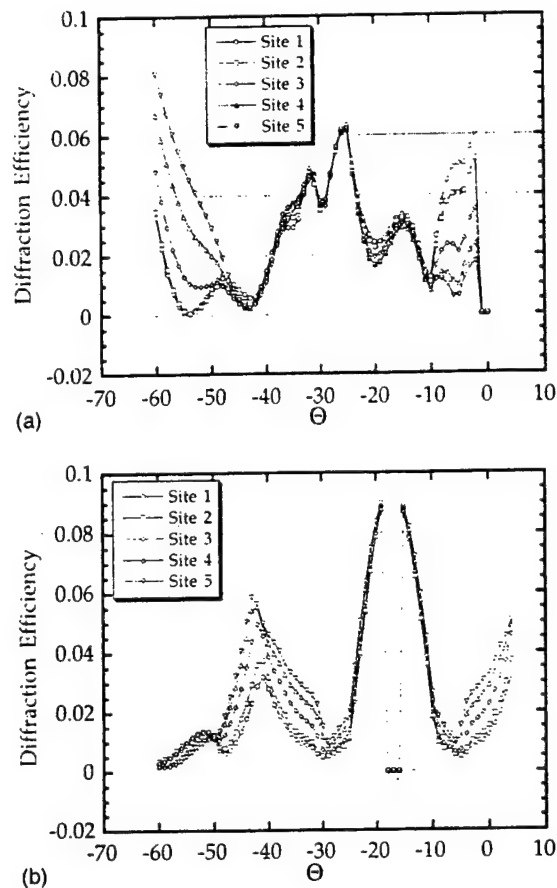 0.1
0.08
0.06
0.04
0.02
0
-0.02
Diffraction Efficiency
Site 1
Site 2
Site 3
Site 4
Site 5
-70 -60 -50 -40 -30 -20 -10 0 10
Θ
(a)
0.1
0.08
0.06
0.04
0.02
0
-0.02
Diffraction Efficiency
Site 1
Site 2
Site 3
Site 4
Site 5
-70 -60 -50 -40 -30 -20 -10 0 10
Θ
(b)